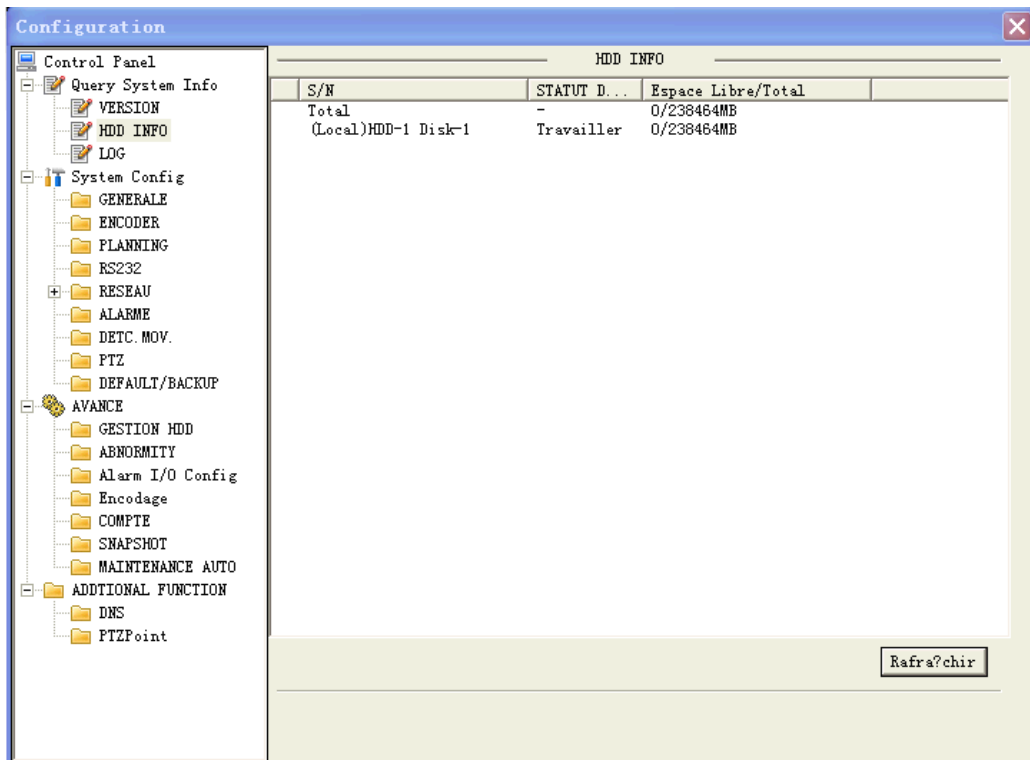 Configuration
Control Panel
Query System Info
VERSION
HDD INFO
LOG
System Config
GENERALE
ENCODER
PLANNING
RS232
RESEAU
ALARME
DETC. MOV.
PTZ
DEFAULT/BACKUP
AVANCE
GESTION HDD
ABNORMITY
Alarm I/O Config
Encodage
COMPTE
SNAPSHOT
MAINTENANCE AUTO
ADDTIONAL FUNCTION
DNS
PTZPoint
HDD INFO
S/N STATUT D... Espace Libre/Total
Total - 0/238464MB
(Local)HDD-1 Disk-1 Travailler 0/238464MB
Rafra?chir